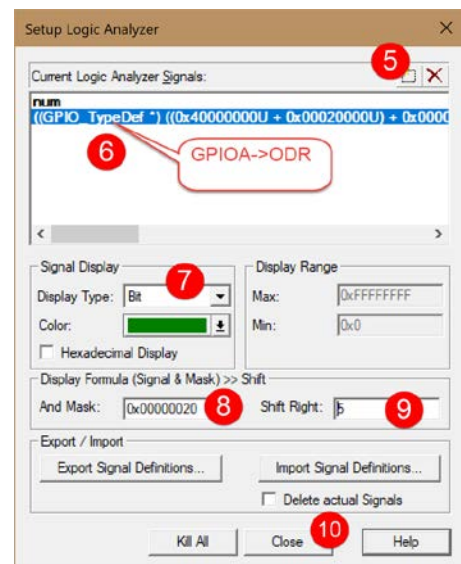 Setup Logic Analyzer
5
Current Logic Analyzer Signals:
num
((GPIO_TypeDef *) ((0x40000000U + 0x00020000U) + 0x0000
6
GPIOA->ODR
Signal Display
Display Range
7
Display Type: Bit
Max: 0xFFFFFFFF
Color:
Min: 0x0
Hexadecimal Display
Display Formula (Signal & Mask) >> Shift
And Mask: 0x00000020 8 Shift Right: 5 9
Export / Import
Export Signal Definitions... Import Signal Definitions...
Delete actual Signals
10
Kill All Close Help